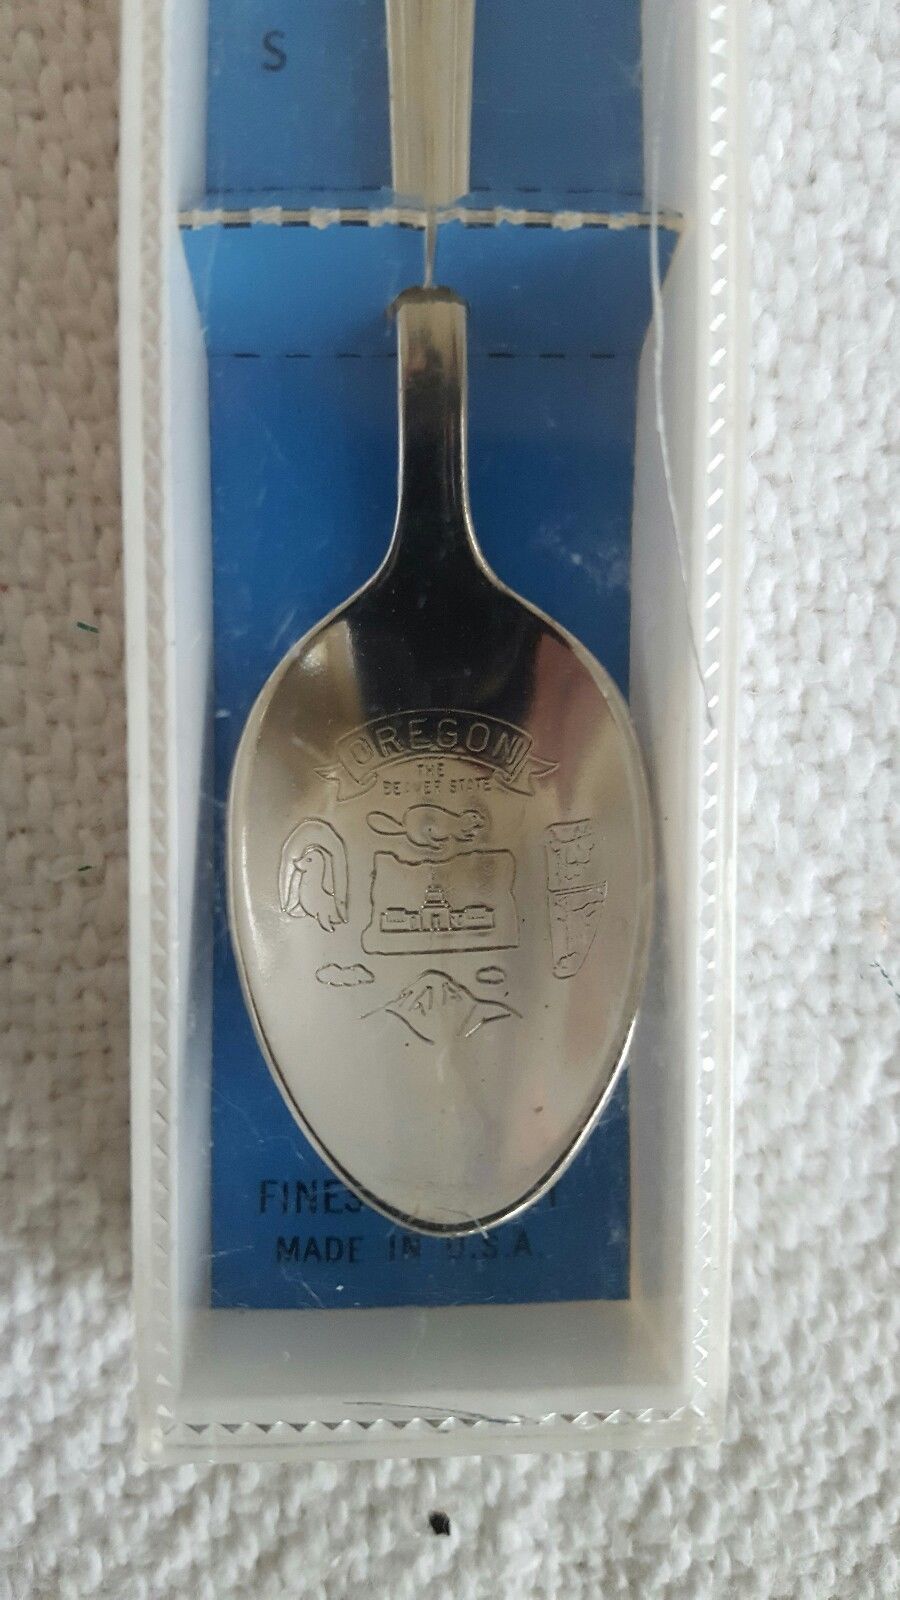 S
OREGON
THE
BEAVER STATE
MADE IN U.S.A.